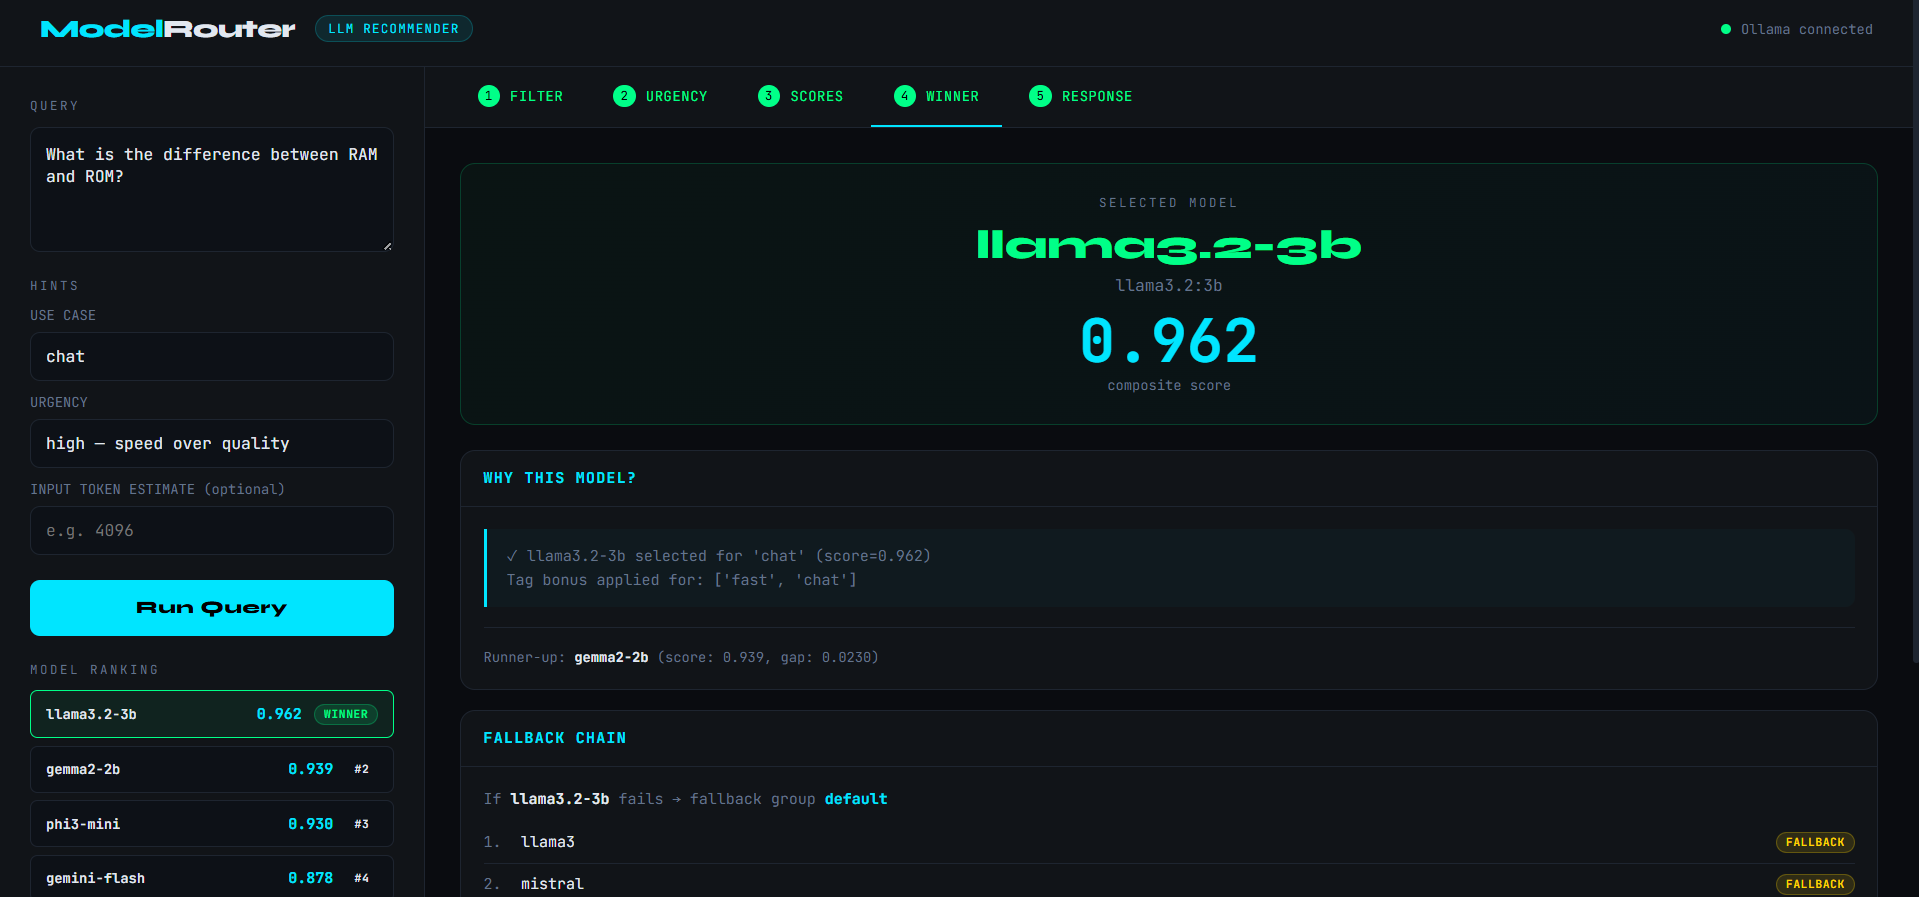 ModelRouter LLM RECOMMENDER
Ollama connected
QUERY
What is the difference between RAM
and ROM?
HINTS
USE CASE
chat
URGENCY
high — speed over quality
INPUT TOKEN ESTIMATE (optional)
e.g. 4096
Run Query
MODEL RANKING
llama3.2-3b 0.962 WINNER
gemma2-2b 0.939 #2
phi3-mini 0.930 #3
gemini-flash 0.878 #4
1 FILTER 2 URGENCY 3 SCORES 4 WINNER 5 RESPONSE
SELECTED MODEL
llama3.2-3b
llama3.2:3b
0.962
composite score
WHY THIS MODEL?
✓ llama3.2-3b selected for 'chat' (score=0.962)
Tag bonus applied for: ['fast', 'chat']
Runner-up: gemma2-2b (score: 0.939, gap: 0.0230)
FALLBACK CHAIN
If llama3.2-3b fails → fallback group default
1. llama3 FALLBACK
2. mistral FALLBACK